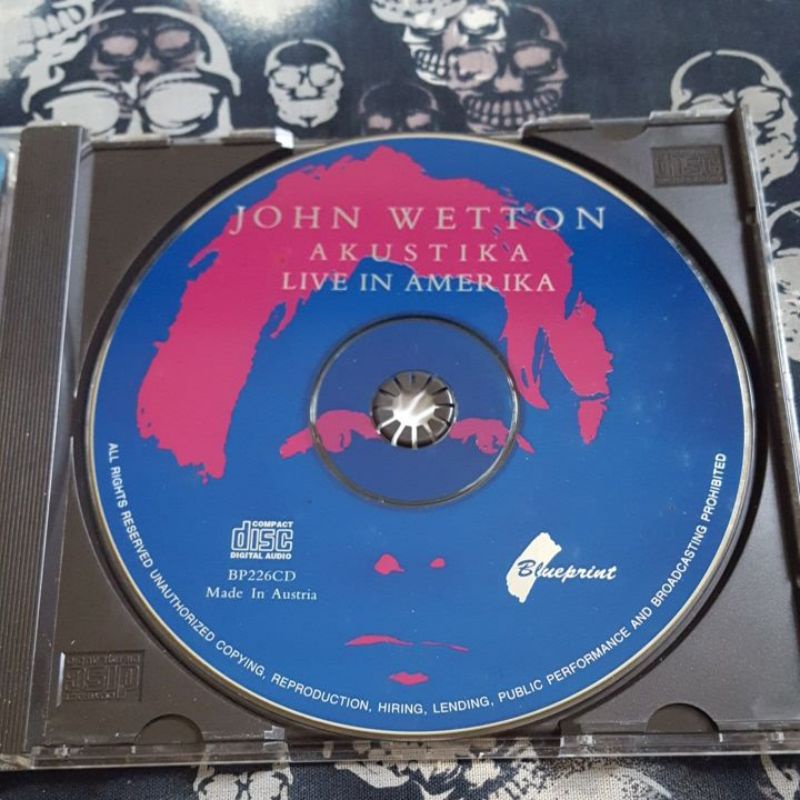 JOHN WETTON
AKUSTIKA
LIVE IN AMERIKA
COMPACT
disc
DIGITAL AUDIO
BP226CD
Made In Austria
Blueprint
ALL RIGHTS RESERVED UNAUTHORIZED COPYING, REPRODUCTION, HIRING, LENDING, PUBLIC PERFORMANCE AND BROADCASTING PROHIBITED
disc